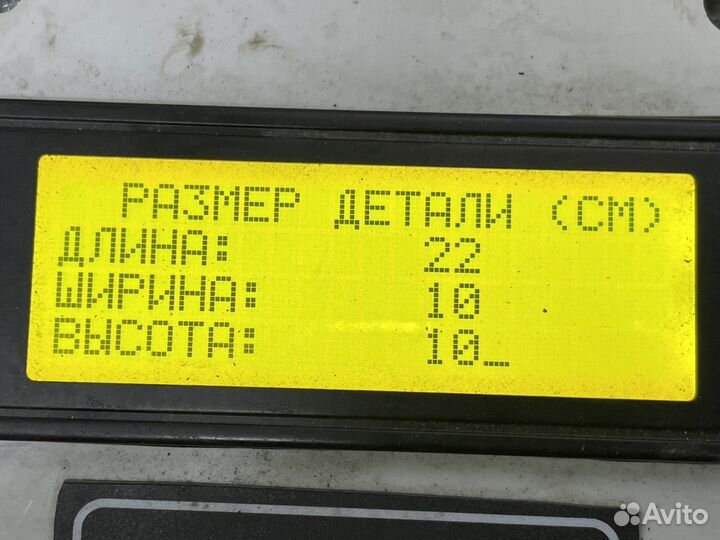 РАЗМЕР ДЕТАЛИ (СМ)
ДЛИНА: 22
ШИРИНА: 10
ВЫСОТА: 10_
Avito